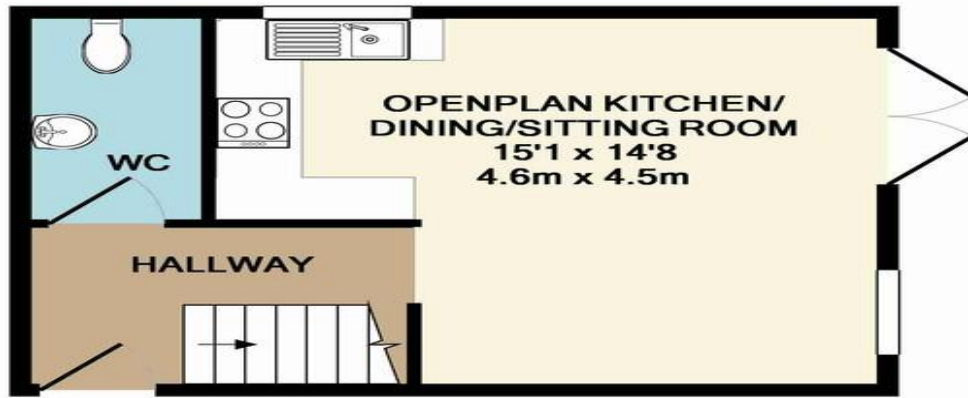 OPENPLAN KITCHEN/
DINING/SITTING ROOM
15'1 x 14'8
4.6m x 4.5m
WC
HALLWAY